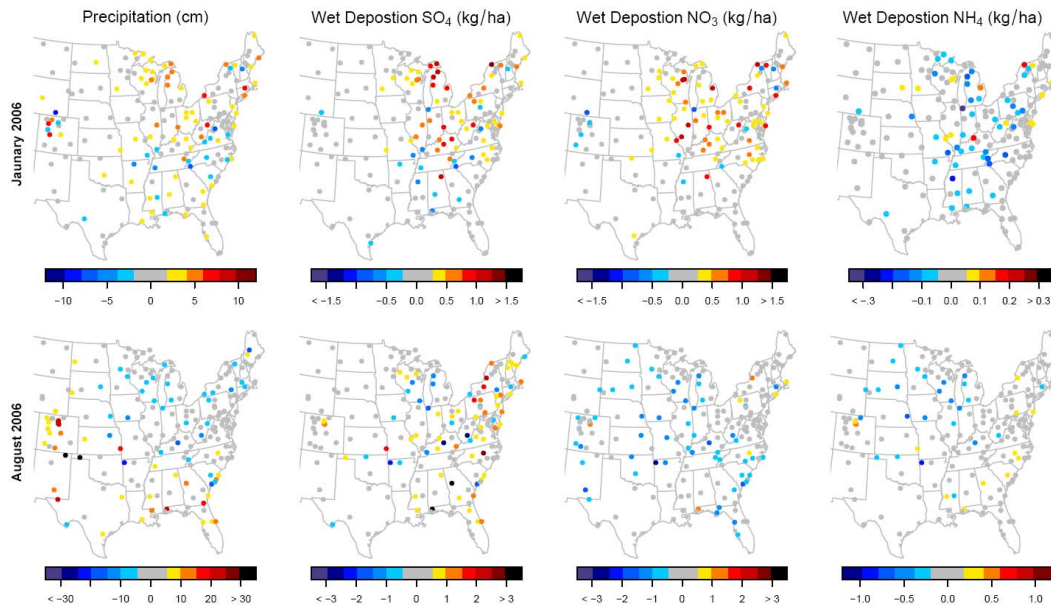 Precipitation (cm)
Wet Depostion SO₄ (kg/ha)
Wet Depostion NO₃ (kg/ha)
Wet Depostion NH₄ (kg/ha)
Jaunary 2006
−10 −5 0 5 10
< −1.5 −0.5 0.0 0.5 1.0 > 1.5
< −1.5 −0.5 0.0 0.5 1.0 > 1.5
< −.3 −0.1 0.0 0.1 0.2 > 0.3
August 2006
< −30 −10 0 10 20 > 30
< −3 −2 −1 0 1 2 > 3
< −3 −2 −1 0 1 2 > 3
−1.0 0.0 0.5 1.0